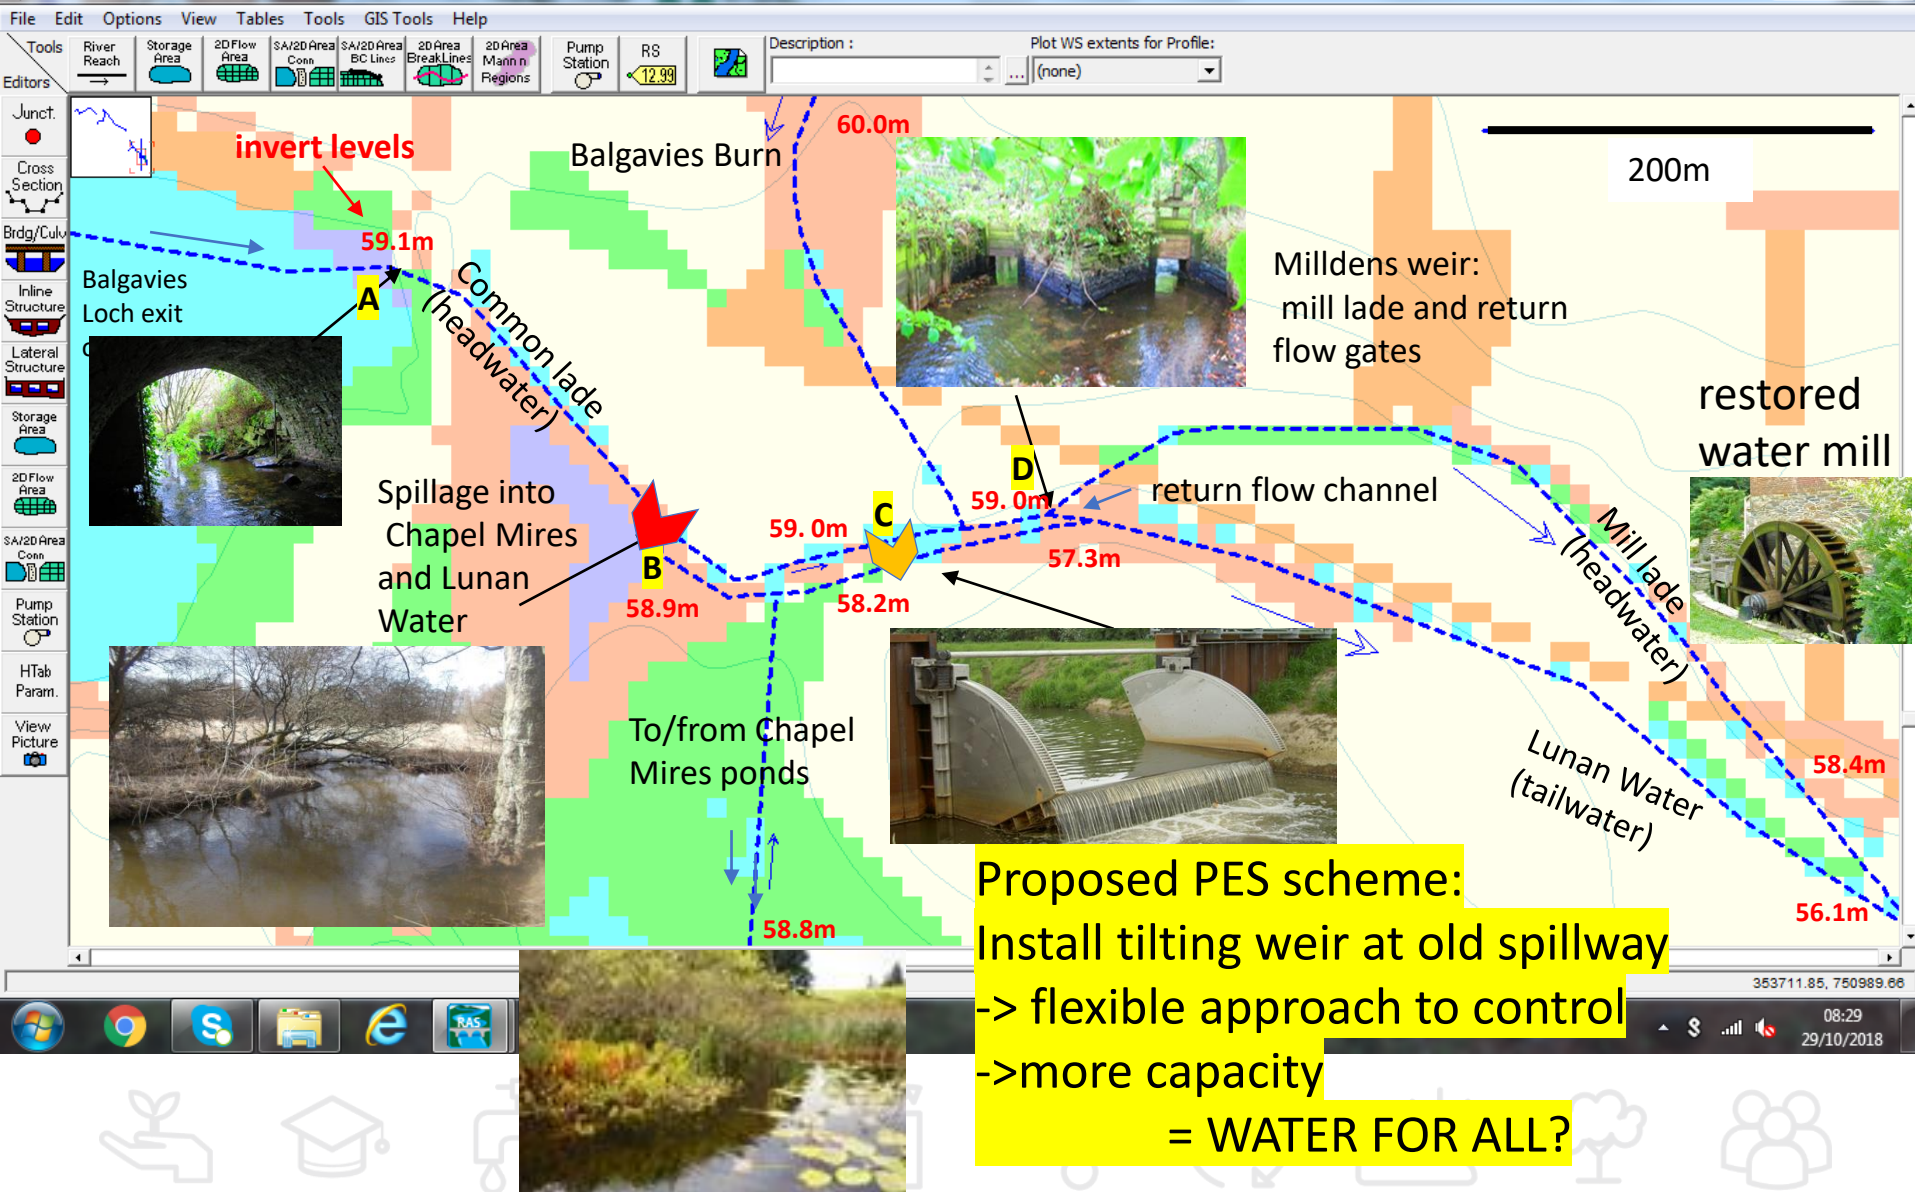 File Edit Options View Tables Tools GIS Tools Help
Tools
Editors
River
Reach
Storage
Area
2D Flow
Area
SA/2D Area
Conn
SA/2D Area
BC Lines
2D Area
BreakLines
2D Area
Mann n
Regions
Pump
Station
RS
12.99
Description :
...
Plot WS extents for Profile:
(none)
Junct.
Cross
Section
Brdg/Culv
Inline
Structure
Lateral
Structure
Storage
Area
2D Flow
Area
SA/2D Area
Conn
Pump
Station
HTab
Param.
View
Picture
invert levels
59.1m
Balgavies Burn
60.0m
200m
Balgavies
Loch exit
A
Common lade
(headwater)
Milldens weir:
mill lade and return
flow gates
restored
water mill
Spillage into
Chapel Mires
and Lunan
Water
B
58.9m
59. 0m
C
58.2m
D
59. 0m
57.3m
return flow channel
Mill lade
(headwater)
To/from Chapel
Mires ponds
58.8m
Lunan Water
(tailwater)
58.4m
56.1m
Proposed PES scheme:
Install tilting weir at old spillway
-> flexible approach to control
->more capacity
= WATER FOR ALL?
353711.85, 750989.66
RAS
08:29
29/10/2018